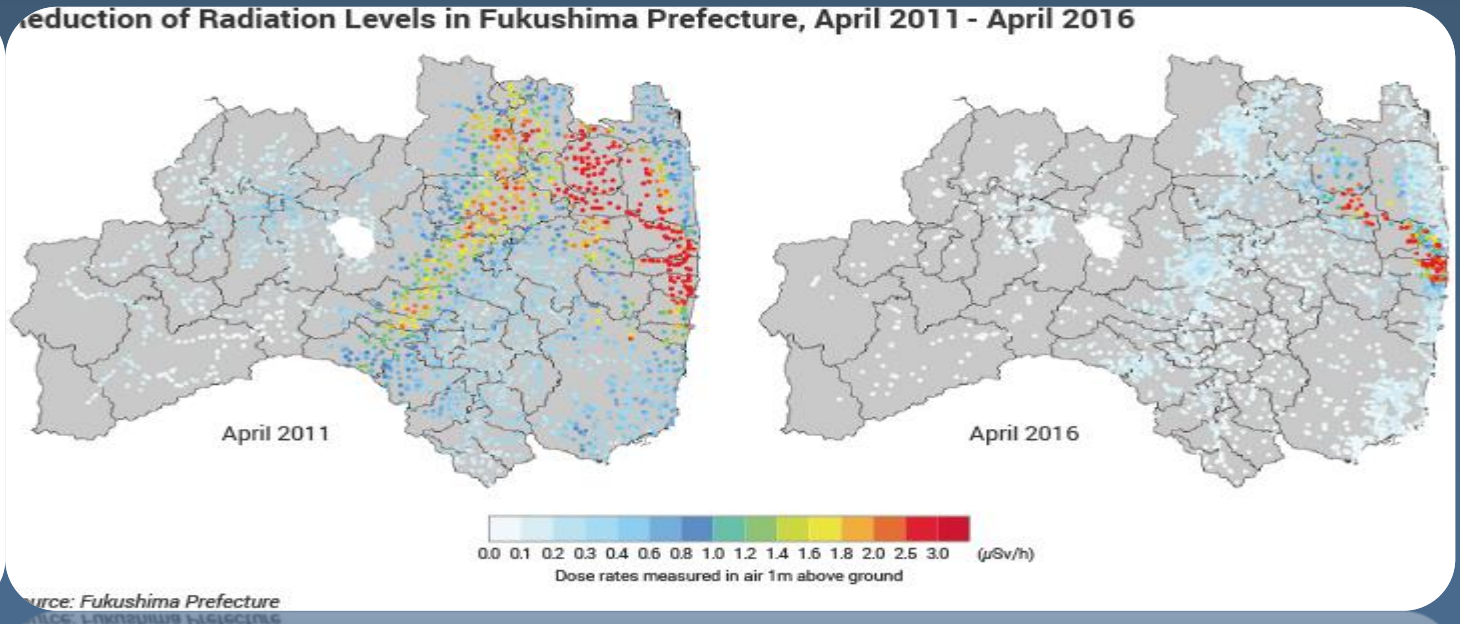 eduction of Radiation Levels in Fukushima Prefecture, April 2011 - April 2016
April 2011
April 2016
0.0 0.1 0.2 0.3 0.4 0.6 0.8 1.0 1.2 1.4 1.6 1.8 2.0 2.5 3.0 (μSv/h)
Dose rates measured in air 1m above ground
urce: Fukushima Prefecture